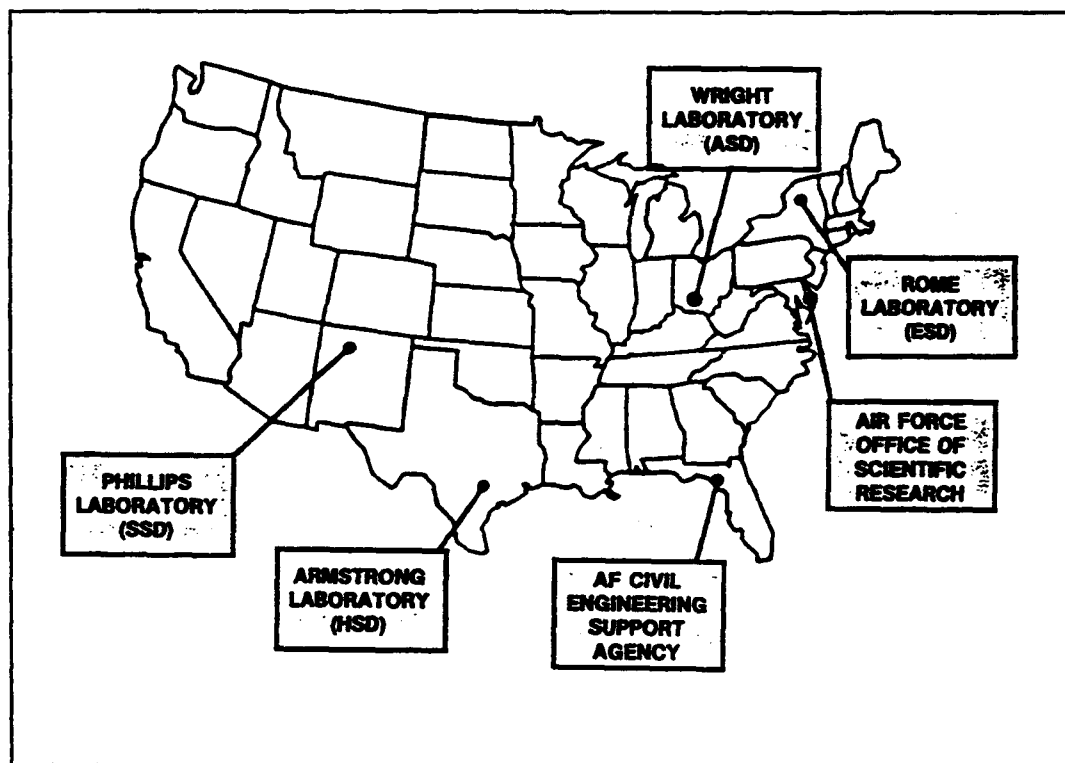 WRIGHT
LABORATORY
(ASD)
ROME
LABORATORY
(ESD)
AIR FORCE
OFFICE OF
SCIENTIFIC
RESEARCH
PHILLIPS
LABORATORY
(SSD)
ARMSTRONG
LABORATORY
(HSD)
AF CIVIL
ENGINEERING
SUPPORT
AGENCY